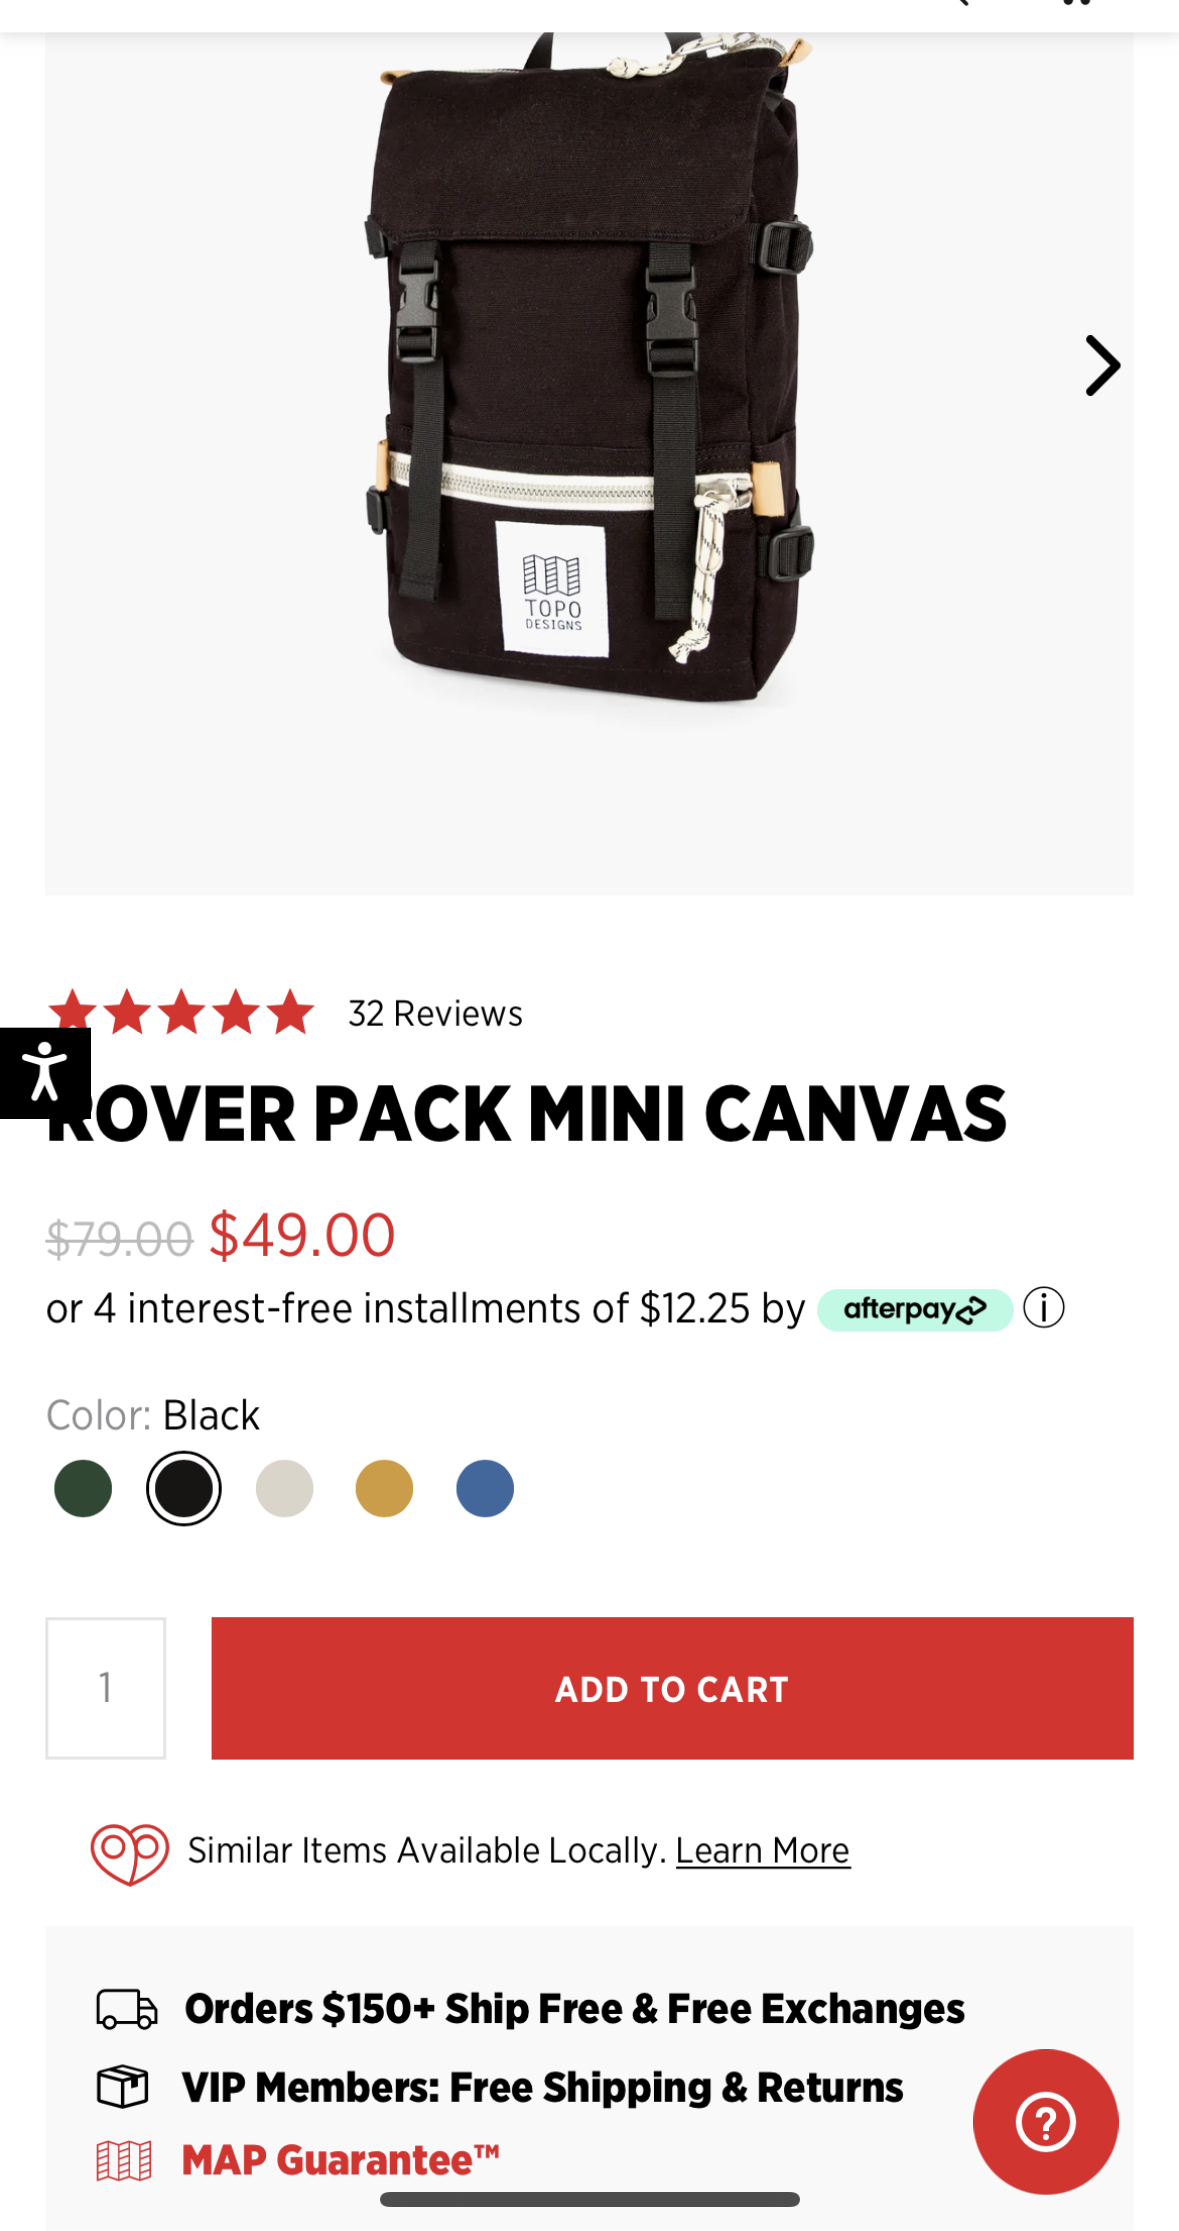 TOPO
DESIGNS
32 Reviews
ROVER PACK MINI CANVAS
$79.00 $49.00
or 4 interest-free installments of $12.25 by afterpay
Color: Black
1
ADD TO CART
Similar Items Available Locally. Learn More
Orders $150+ Ship Free & Free Exchanges
VIP Members: Free Shipping & Returns
MAP Guarantee™